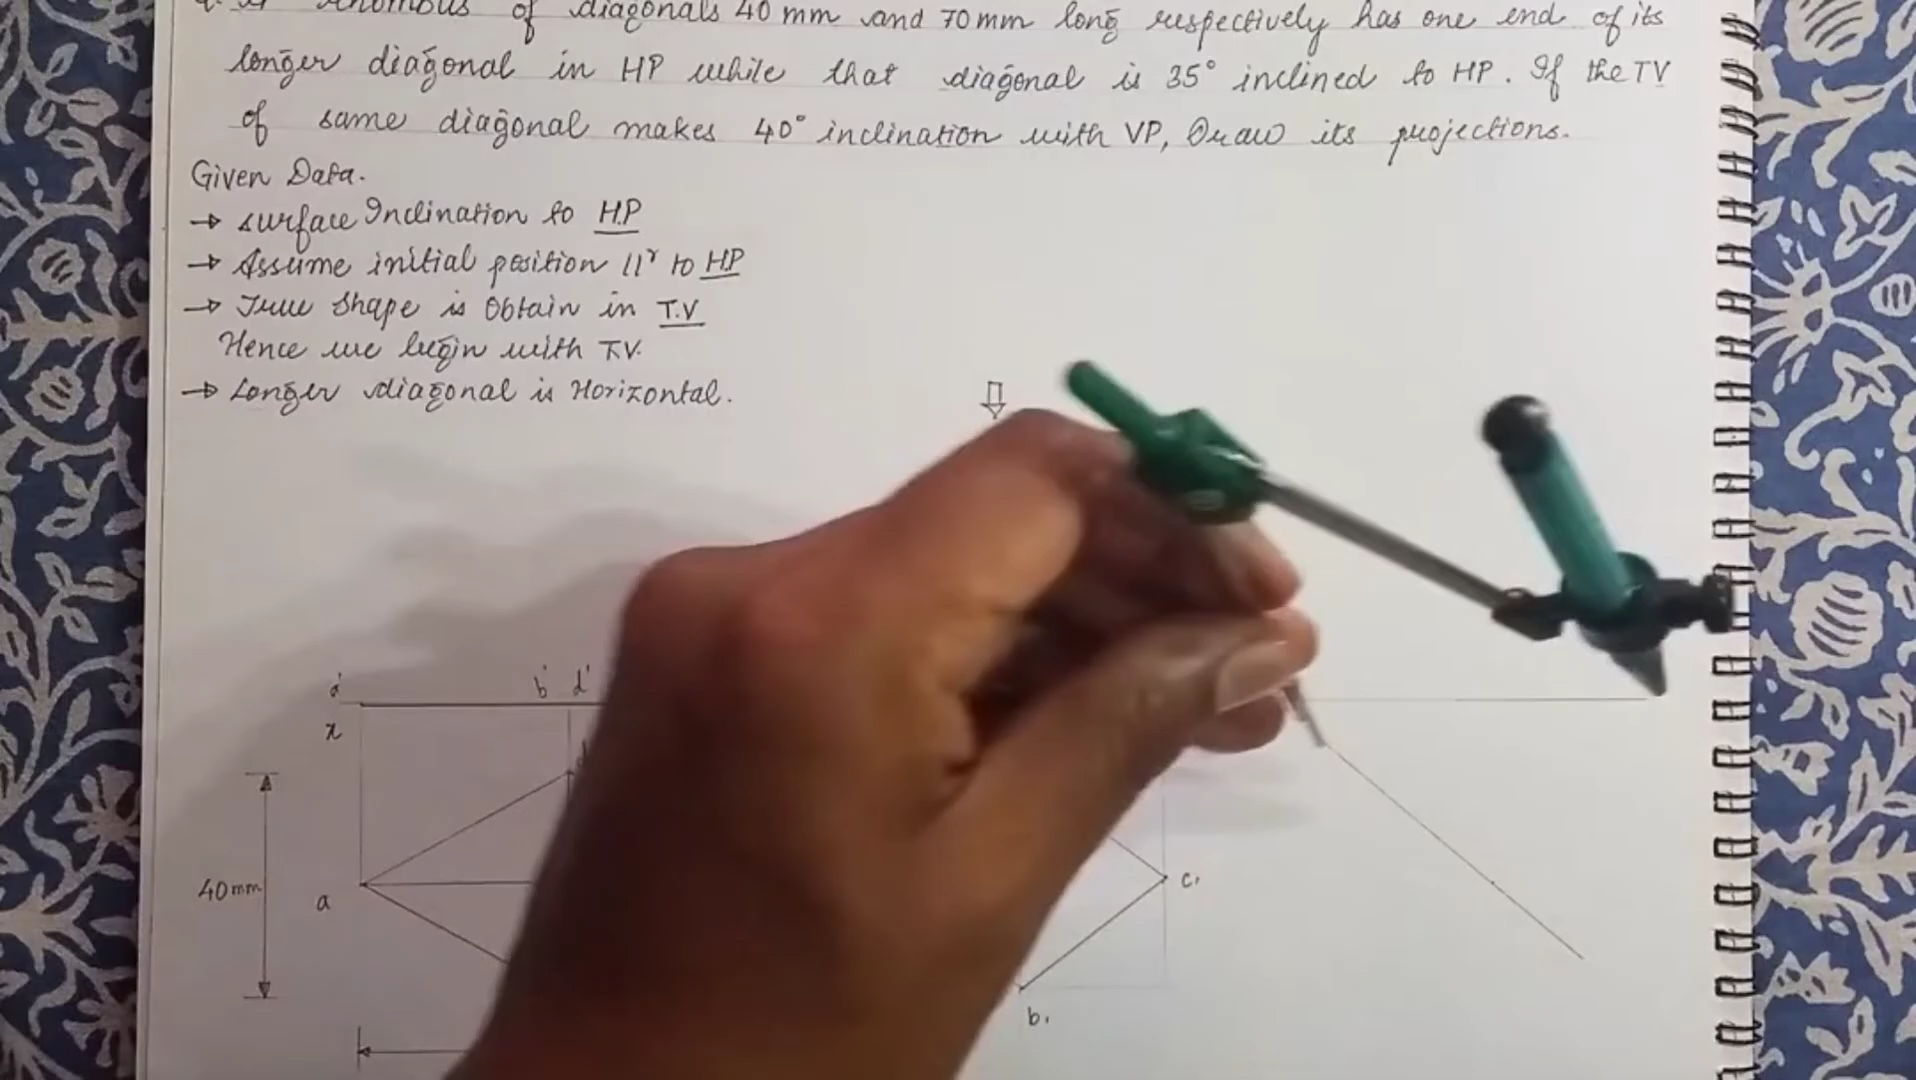 of diagonals 40 mm and 70 mm long respectively has one end of its
longer diagonal in HP while that diagonal is 35° inclined to HP. If the TV
of same diagonal makes 40° inclination with VP, Draw its projections.
Given Data.
→ surface Inclination to H.P
→ Assume initial position 11r to H.P
→ True shape is Obtain in T.V
Hence we begin with T.V.
→ Longer diagonal is Horizontal.
b' d'
x
40mm
a
c₁
b₁